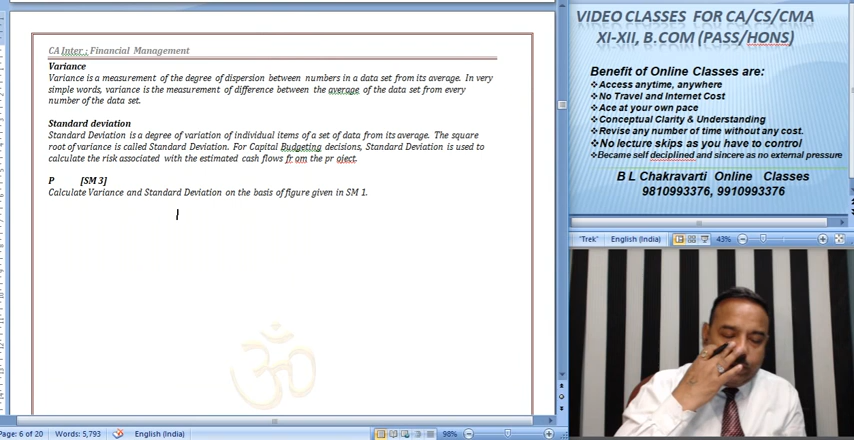 CA Inter : Financial Management
Variance
Variance is a measurement of the degree of dispersion between numbers in a data set from its average. In very
simple words, variance is the measurement of difference between the average of the data set from every
number of the data set.
Standard deviation
Standard Deviation is a degree of variation of individual items of a set of data from its average. The square
root of variance is called Standard Deviation. For Capital Budgeting decisions, Standard Deviation is used to
calculate the risk associated with the estimated cash flows fr om the pr oject.
P [SM 3]
Calculate Variance and Standard Deviation on the basis of figure given in SM 1.
ॐ
Page: 6 of 20 Words: 5,793 English (India) 98%
VIDEO CLASSES FOR CA/CS/CMA
XI-XII, B.COM (PASS/HONS)
Benefit of Online Classes are:
❖Access anytime, anywhere
❖No Travel and Internet Cost
❖Ace at your own pace
❖Conceptual Clarity & Understanding
❖Revise any number of time without any cost.
❖No lecture skips as you have to control
❖Became self deciplined and sincere as no external pressure
B L Chakravarti Online Classes
9810993376, 9910993376
"Trek" English (India) 43%